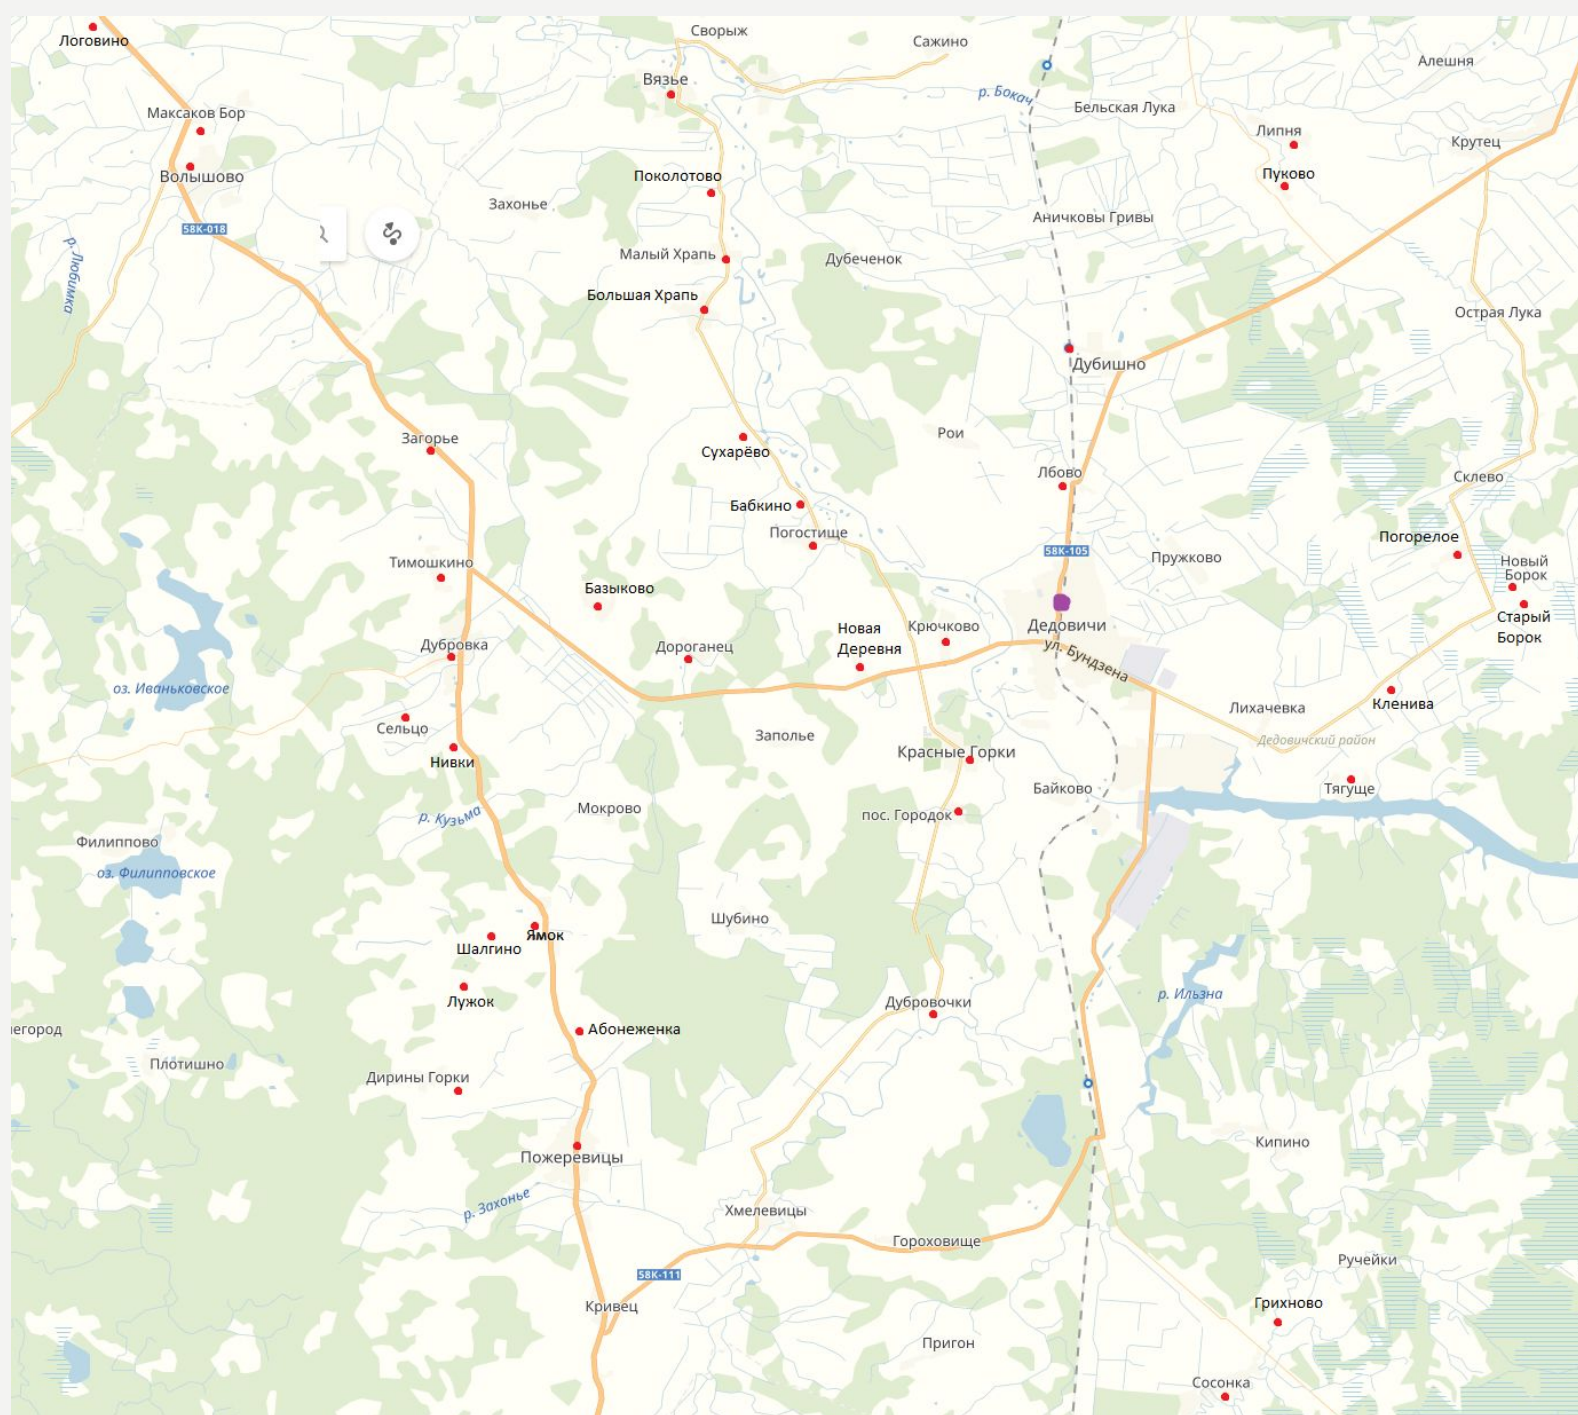 Логовино
Сворыж
Сажино
Алешня
Вязье
р. Бокач
Бельская Лука
Максаков Бор
Липня
Крутец
Волышово
Поколотово
Пуково
Захонье
Аничковы Гривы
58К-018
р. Любимка
Малый Храпь
Дубеченок
Большая Храпь
Острая Лука
Дубишно
Загорье
Рои
Сухарёво
Лбово
Склево
Бабкино
Погостище
Погорелое
58К-105
Пружково
Новый
Борок
Тимошкино
Базыково
Старый
Борок
Новая
Деревня
Крючково
Дедовичи
Дубровка
Дороганец
ул. Бундзена
оз. Иваньковское
Кленива
Лихачевка
Сельцо
Заполье
Дедовичский район
Красные Горки
Нивки
Байково
Тягуще
Мокрово
р. Кузьма
пос. Городок
Филиппово
оз. Филипповское
Шубино
Ямок
Шалгино
р. Ильзна
Лужок
Дубровочки
егород
Абонеженка
Плотишно
Дирины Горки
Кипино
Пожеревицы
р. Захонье
Хмелевицы
Гороховище
Ручейки
58К-111
Грихново
Кривец
Пригон
Сосонка